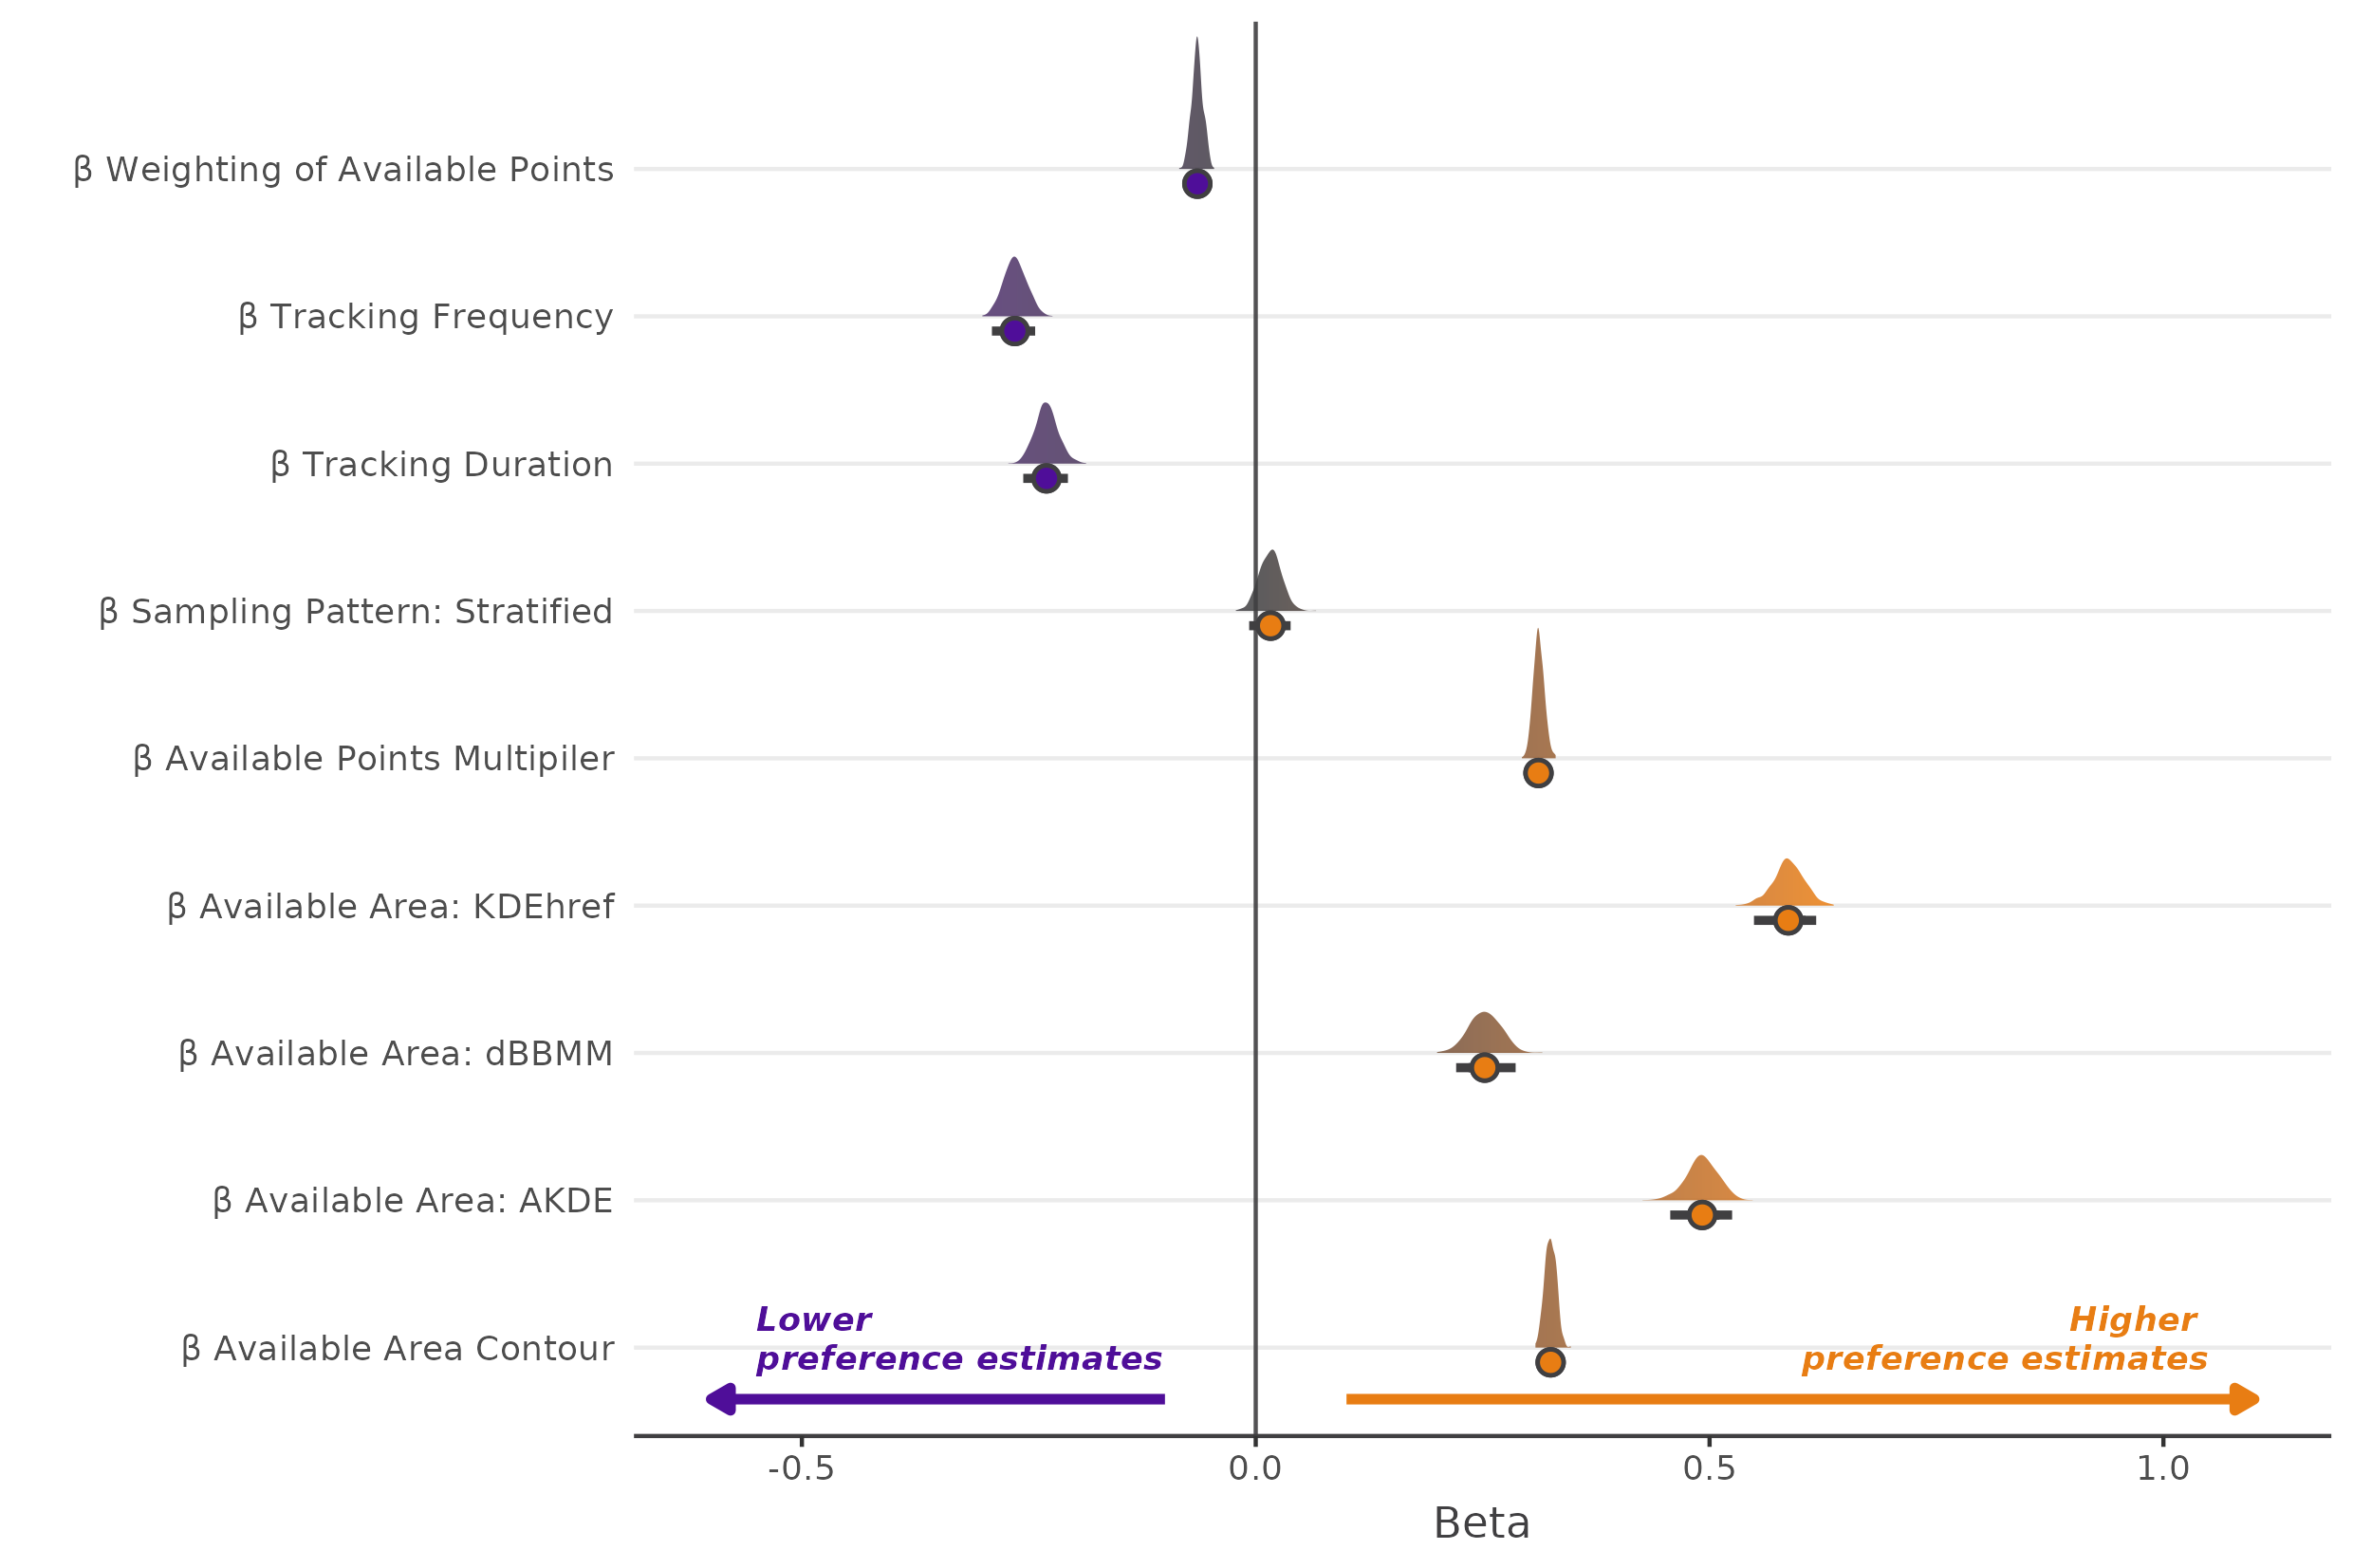 β Weighting of Available Points
β Tracking Frequency
β Tracking Duration
β Sampling Pattern: Stratified
β Available Points Multipiler
β Available Area: KDEhref
β Available Area: dBBMM
β Available Area: AKDE
β Available Area Contour
Lower
preference estimates
Higher
preference estimates
-0.5 0.0 0.5 1.0
Beta